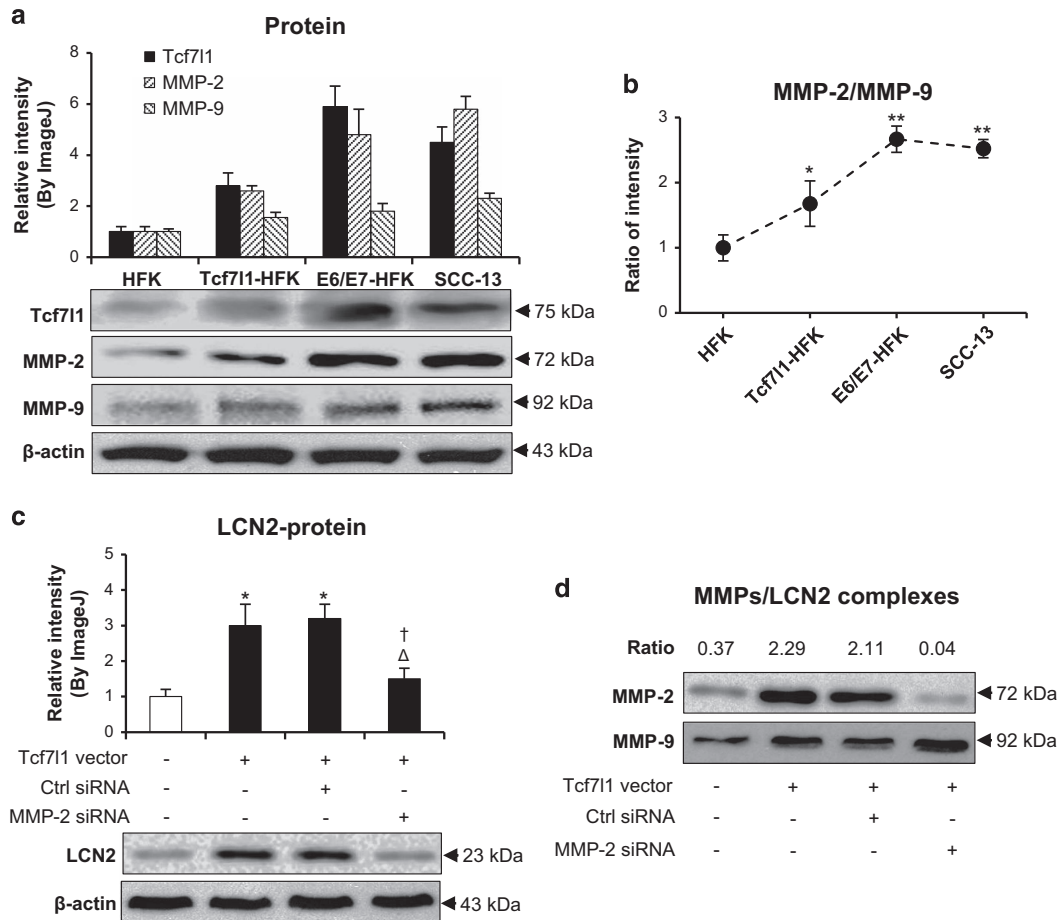 a
Protein
Relative intensity
(By ImageJ)
8
6
4
2
0
Tcf7l1
MMP-2
MMP-9
HFK Tcf7l1-HFK E6/E7-HFK SCC-13
Tcf7l1 75 kDa
MMP-2 72 kDa
MMP-9 92 kDa
β-actin 43 kDa
b
MMP-2/MMP-9
Ratio of intensity
3
2
1
0
* ** **
HFK Tcf7l1-HFK E6/E7-HFK SCC-13
c
LCN2-protein
Relative intensity
(By ImageJ)
5
4
3
2
1
0
* * †
Δ
Tcf7l1 vector - + + +
Ctrl siRNA - - + -
MMP-2 siRNA - - - +
LCN2 23 kDa
β-actin 43 kDa
d
MMPs/LCN2 complexes
Ratio 0.37 2.29 2.11 0.04
MMP-2 72 kDa
MMP-9 92 kDa
Tcf7l1 vector - + + +
Ctrl siRNA - - + -
MMP-2 siRNA - - - +